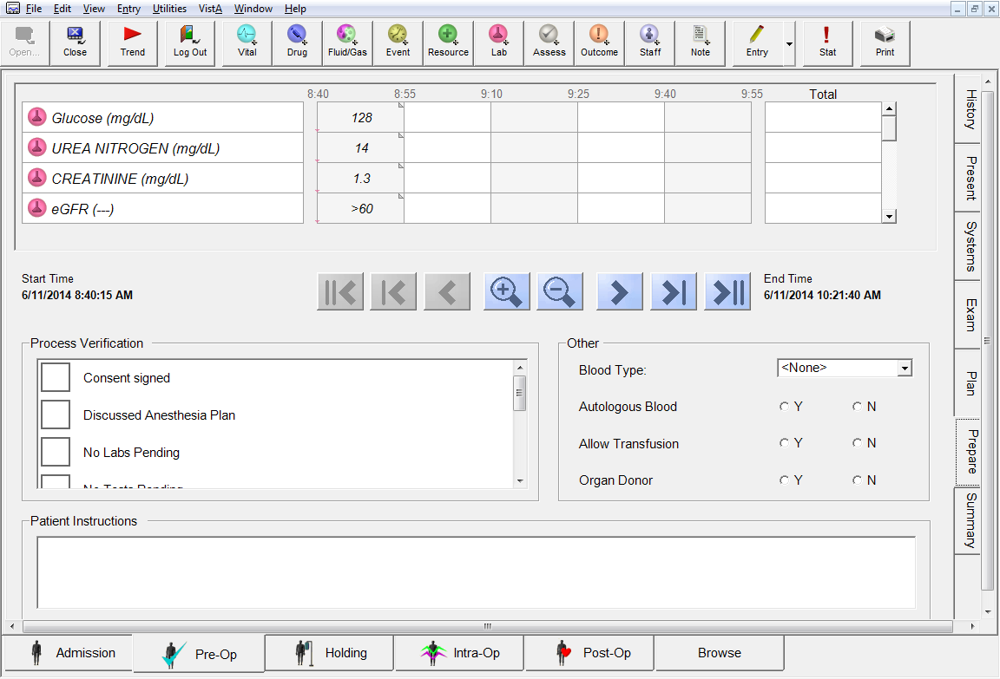 File Edit View Entry Utilities VistA Window Help
Open... Close Trend Log Out Vital Drug Fluid/Gas Event Resource Lab Assess Outcome Staff Note Entry Stat Print
8:40 8:55 9:10 9:25 9:40 9:55 Total
Glucose (mg/dL) 128
UREA NITROGEN (mg/dL) 14
CREATININE (mg/dL) 1.3
eGFR (---) >60
Start Time
6/11/2014 8:40:15 AM
End Time
6/11/2014 10:21:40 AM
Process Verification
Consent signed
Discussed Anesthesia Plan
No Labs Pending
No Tests Pending
Other
Blood Type: <None>
Autologous Blood Y N
Allow Transfusion Y N
Organ Donor Y N
Patient Instructions
History
Present
Systems
Exam
Plan
Prepare
Summary
Admission Pre-Op Holding Intra-Op Post-Op Browse